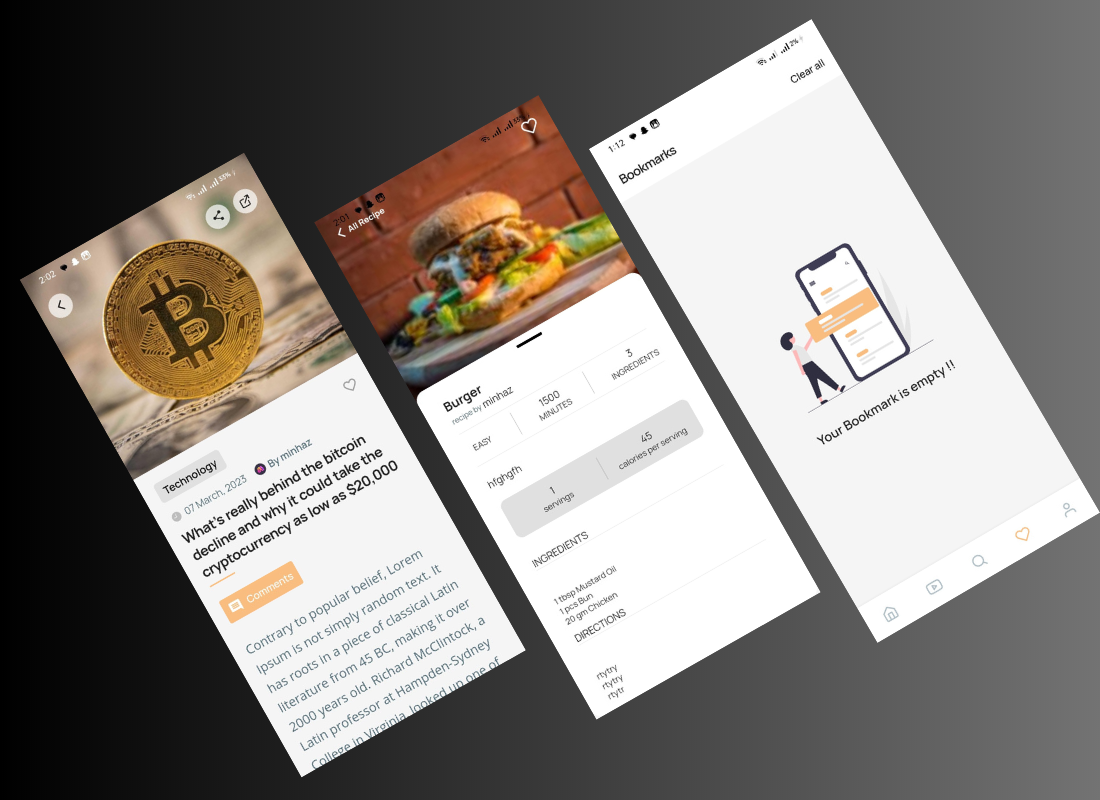 2:02
55%
Technology
07 March, 2023 By minhaz
What's really behind the bitcoin
decline and why it could take the
cryptocurrency as low as $20,000
Comments
Contrary to popular belief, Lorem
Ipsum is not simply random text. It
has roots in a piece of classical Latin
literature from 45 BC, making it over
2000 years old. Richard McClintock, a
Latin professor at Hampden-Sydney
College in Virginia, looked up one of
2:01
All Recipe
Burger
recipe by minhaz
EASY
1500
MINUTES
3
INGREDIENTS
hfghgfh
1
servings
45
calories per serving
INGREDIENTS
1 tbsp Mustard Oil
1 pcs Bun
20 gm Chicken
DIRECTIONS
rtytry
rtytry
rtytr
1:12
2%
Bookmarks
Clear all
Your Bookmark is empty !!